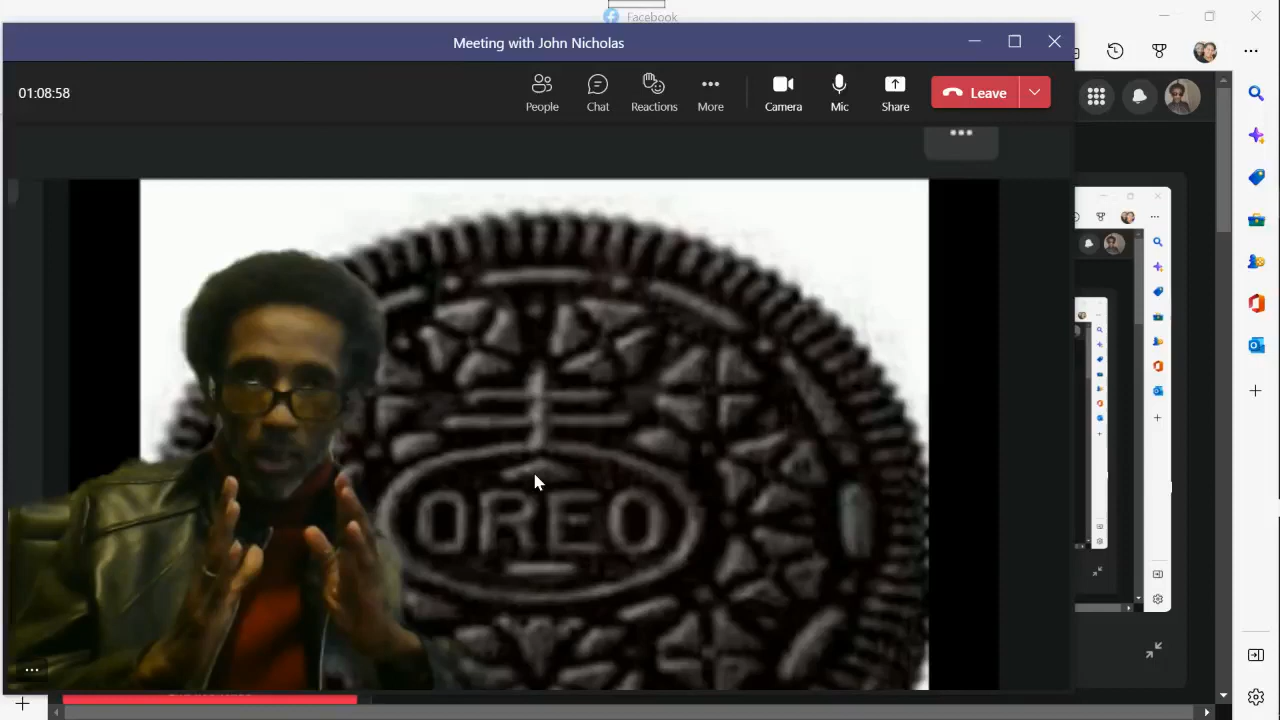 Facebook
Meeting with John Nicholas
01:08:58
People
Chat
Reactions
More
Camera
Mic
Share
Leave
OREO